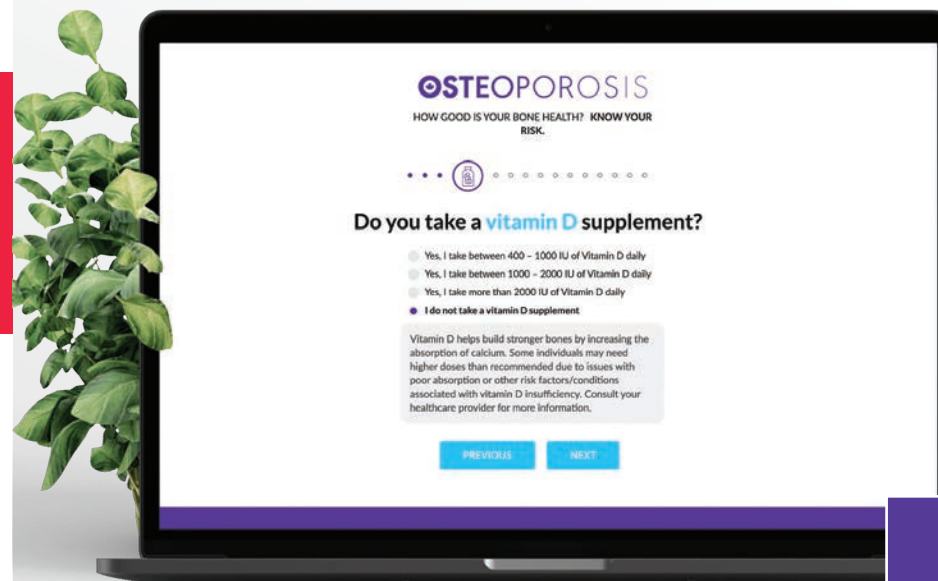 OSTEOPOROSIS
HOW GOOD IS YOUR BONE HEALTH? KNOW YOUR
RISK.
Do you take a vitamin D supplement?
Yes, I take between 400 – 1000 IU of Vitamin D daily
Yes, I take between 1000 – 2000 IU of Vitamin D daily
Yes, I take more than 2000 IU of Vitamin D daily
I do not take a vitamin D supplement
Vitamin D helps build stronger bones by increasing the
absorption of calcium. Some individuals may need
higher doses than recommended due to issues with
poor absorption or other risk factors/conditions
associated with vitamin D insufficiency. Consult your
healthcare provider for more information.
PREVIOUS NEXT